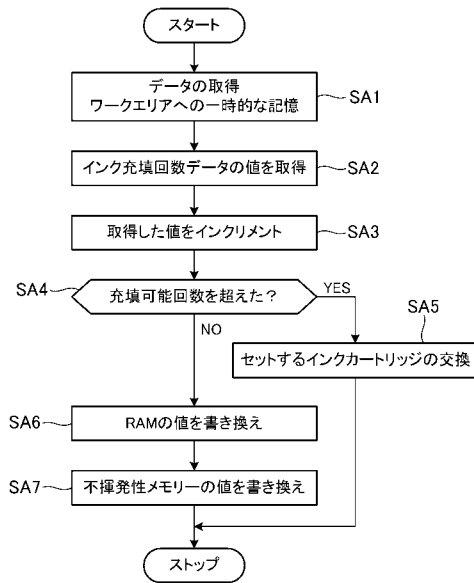 スタート
データの取得
ワークエリアへの一時的な記憶
SA1
インク充填回数データの値を取得
SA2
取得した値をインクリメント
SA3
SA4
充填可能回数を超えた？
YES
NO
SA5
セットするインクカートリッジの交換
SA6
RAMの値を書き換え
SA7
不揮発性メモリーの値を書き換え
ストップ